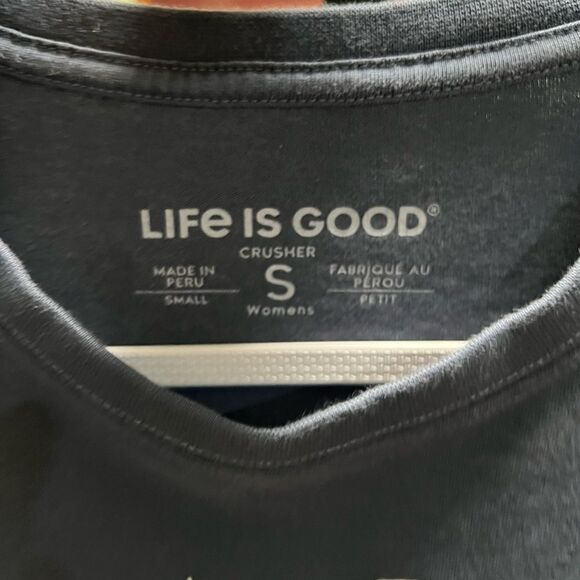 LIFe IS GOOD®
CRUSHER
MADE IN PERU
SMALL
S
Womens
FABRIQUÉ AU PÉROU
PETIT